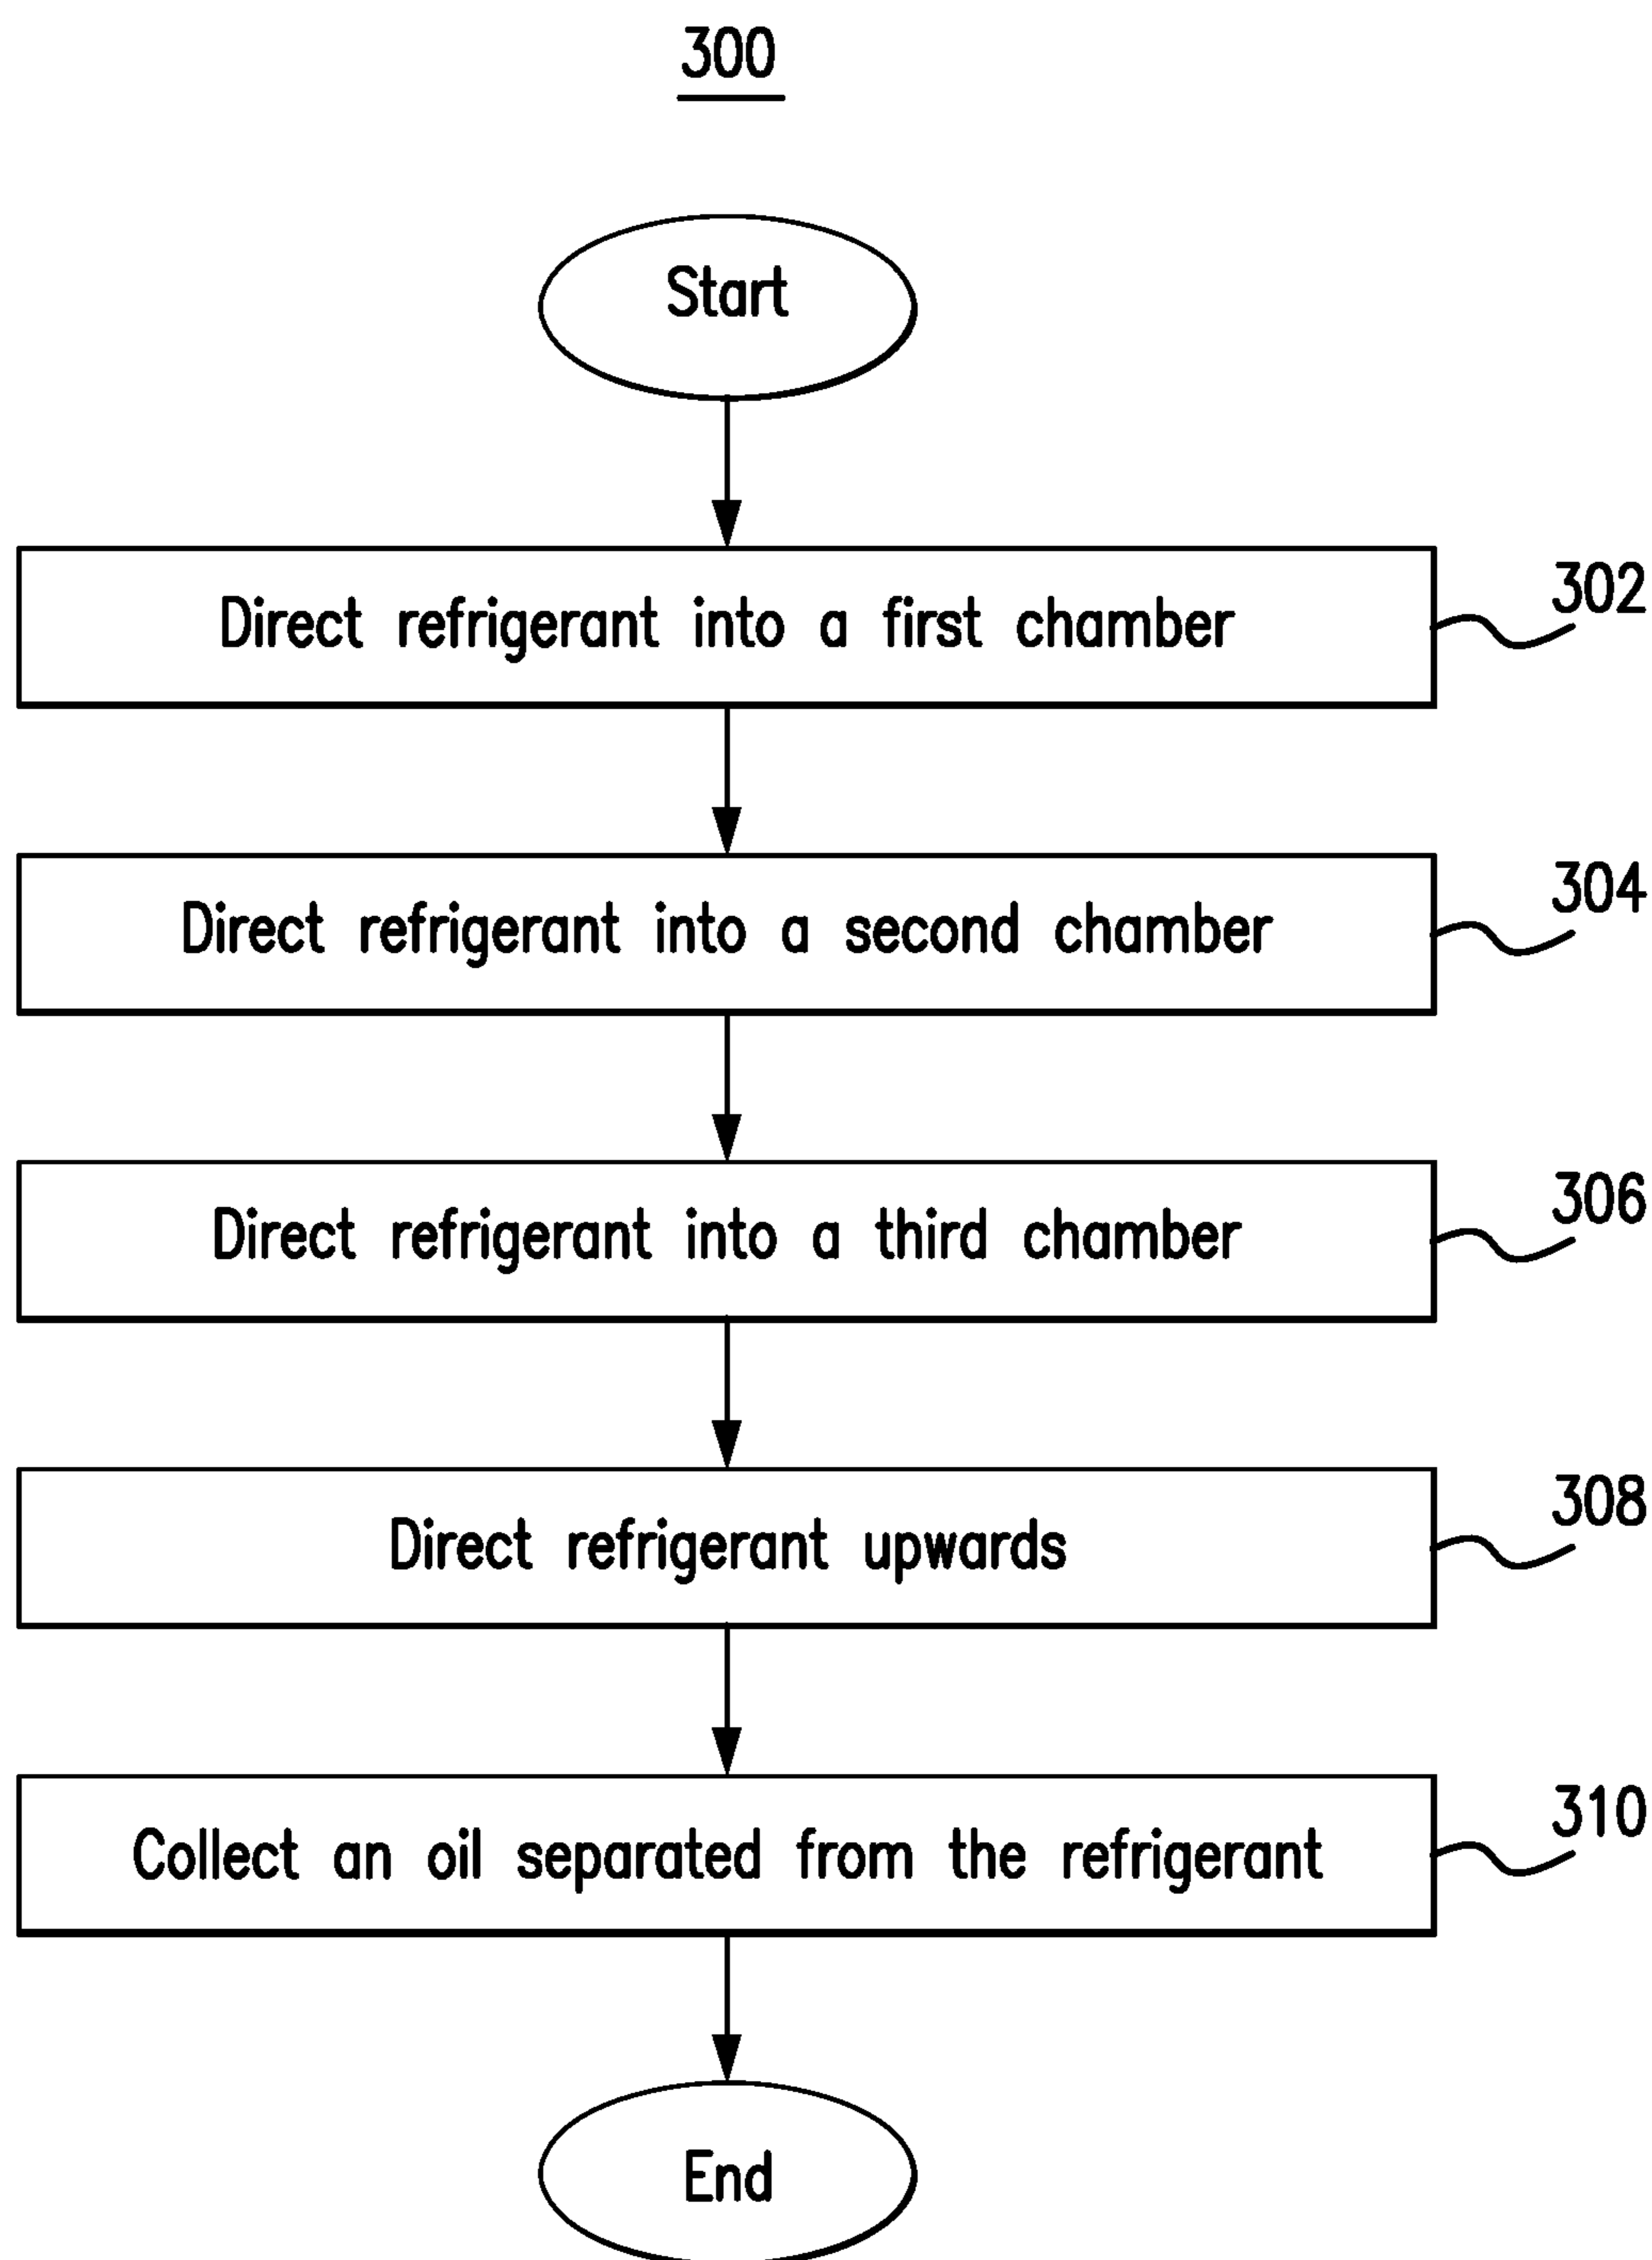 300
Start
Direct refrigerant into a first chamber
302
Direct refrigerant into a second chamber
304
Direct refrigerant into a third chamber
306
Direct refrigerant upwards
308
Collect an oil separated from the refrigerant
310
End